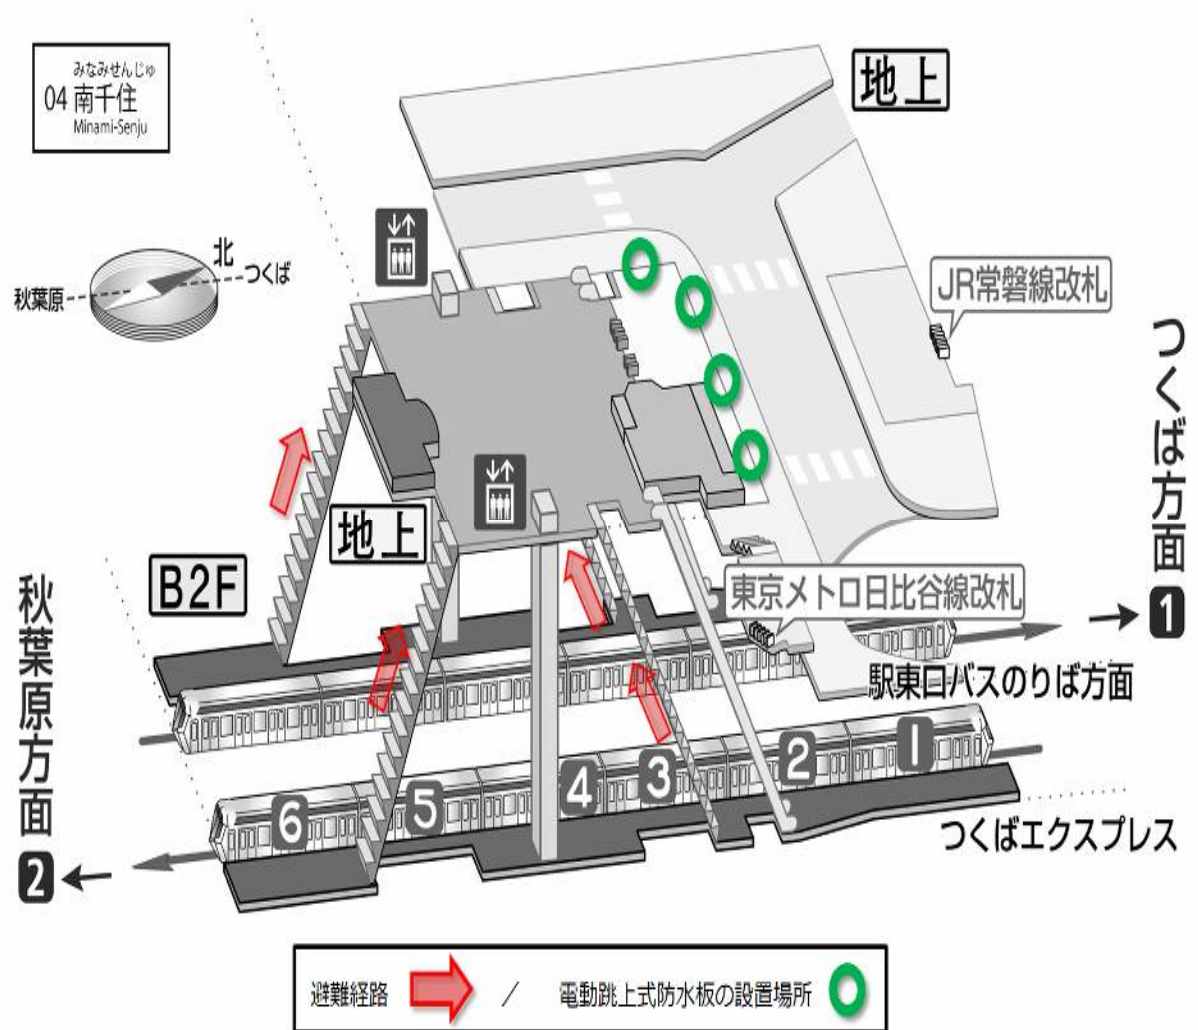 みなみせんじゅ
04 南千住
Minami-Senju
地上
北
つくば
秋葉原
JR常磐線改札
つくば方面
1
地上
B2F
東京メトロ日比谷線改札
駅東口バスのりば方面
秋葉原方面
2
1
2
3
4
5
6
つくばエクスプレス
避難経路 / 電動跳上式防水板の設置場所